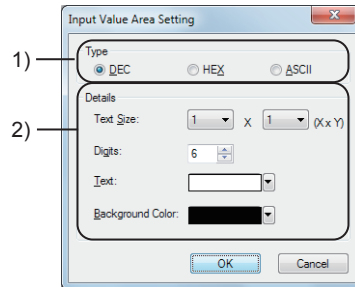 Input Value Area Setting
1)
Type
DEC HEX ASCII
2)
Details
Text Size: 1 X 1 (X x Y)
Digits: 6
Text:
Background Color:
OK Cancel